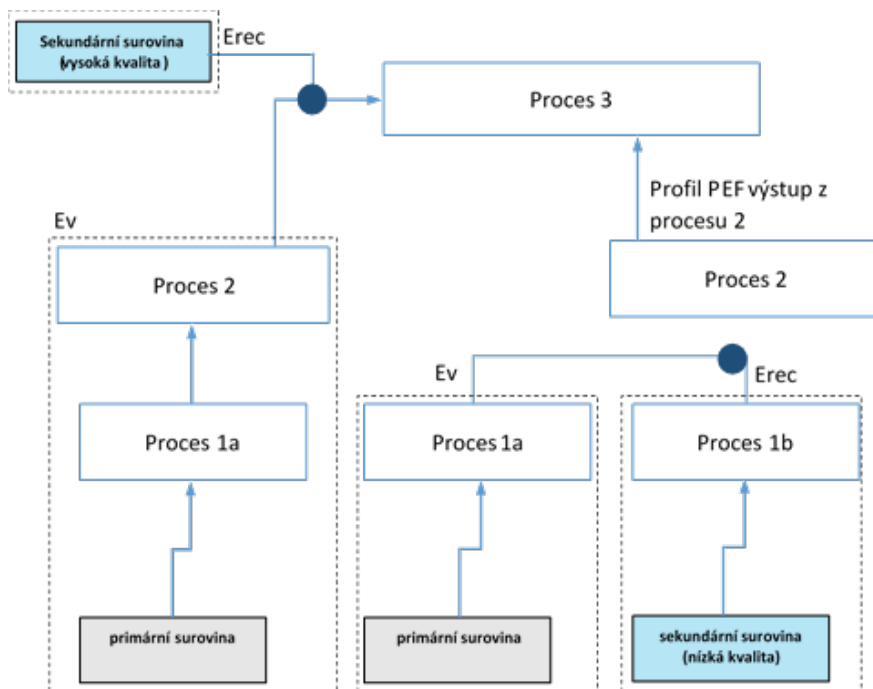 Sekundární surovina
(vysoká kvalita )
Erec
Proces 3
Profil PEF výstup z
procesu 2
Ev
Proces 2
Proces 2
Ev
Erec
Proces 1a
Proces 1a
Proces 1b
primární surovina
primární surovina
sekundární surovina
(nízká kvalita)